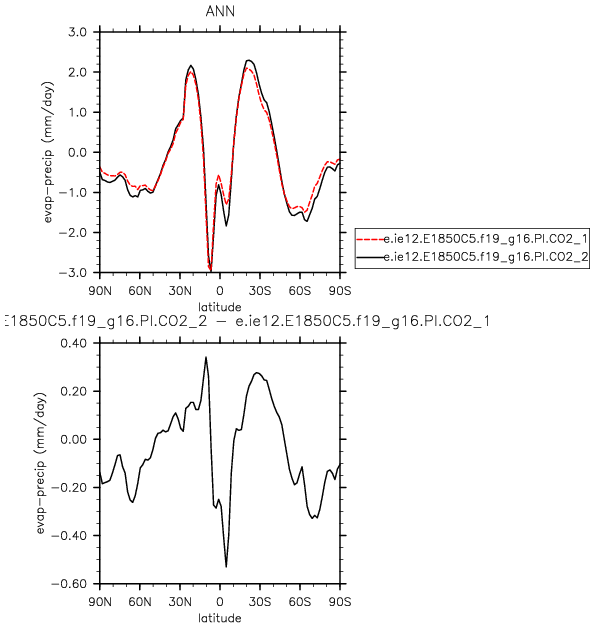 ANN
3.0
2.0
1.0
0.0
−1.0
−2.0
−3.0
evap−precip (mm/day)
90N 60N 30N 0 30S 60S 90S
latitude
e.ie12.E1850C5.f19_g16.PI.CO2_1
e.ie12.E1850C5.f19_g16.PI.CO2_2
E1850C5.f19_g16.PI.CO2_2 − e.ie12.E1850C5.f19_g16.PI.CO2_1
0.40
0.20
0.00
−0.20
−0.40
−0.60
evap−precip (mm/day)
90N 60N 30N 0 30S 60S 90S
latitude